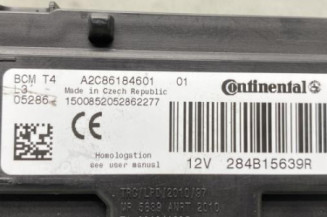 BCM T4 A2C86184601 01
L3 Made in Czech Republic
05286 1500852052862277
Continental
CE
Homologation
see user manual
12V 284B15639R